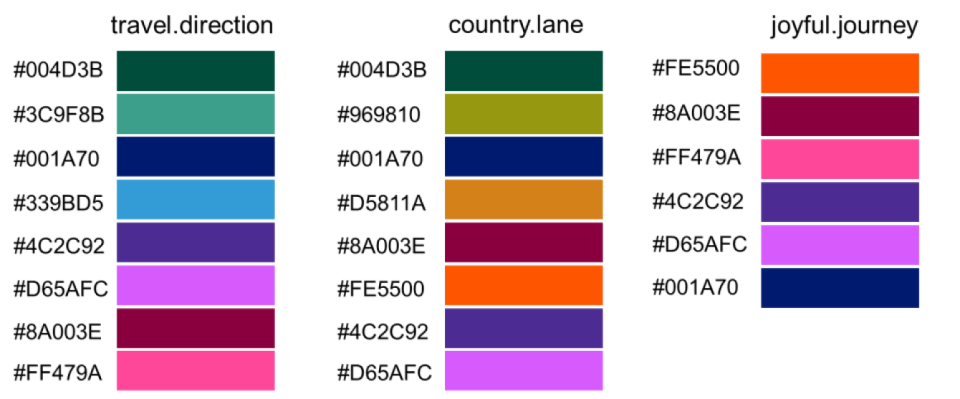 travel.direction
#004D3B
#3C9F8B
#001A70
#339BD5
#4C2C92
#D65AFC
#8A003E
#FF479A
country.lane
#004D3B
#969810
#001A70
#D5811A
#8A003E
#FE5500
#4C2C92
#D65AFC
joyful.journey
#FE5500
#8A003E
#FF479A
#4C2C92
#D65AFC
#001A70